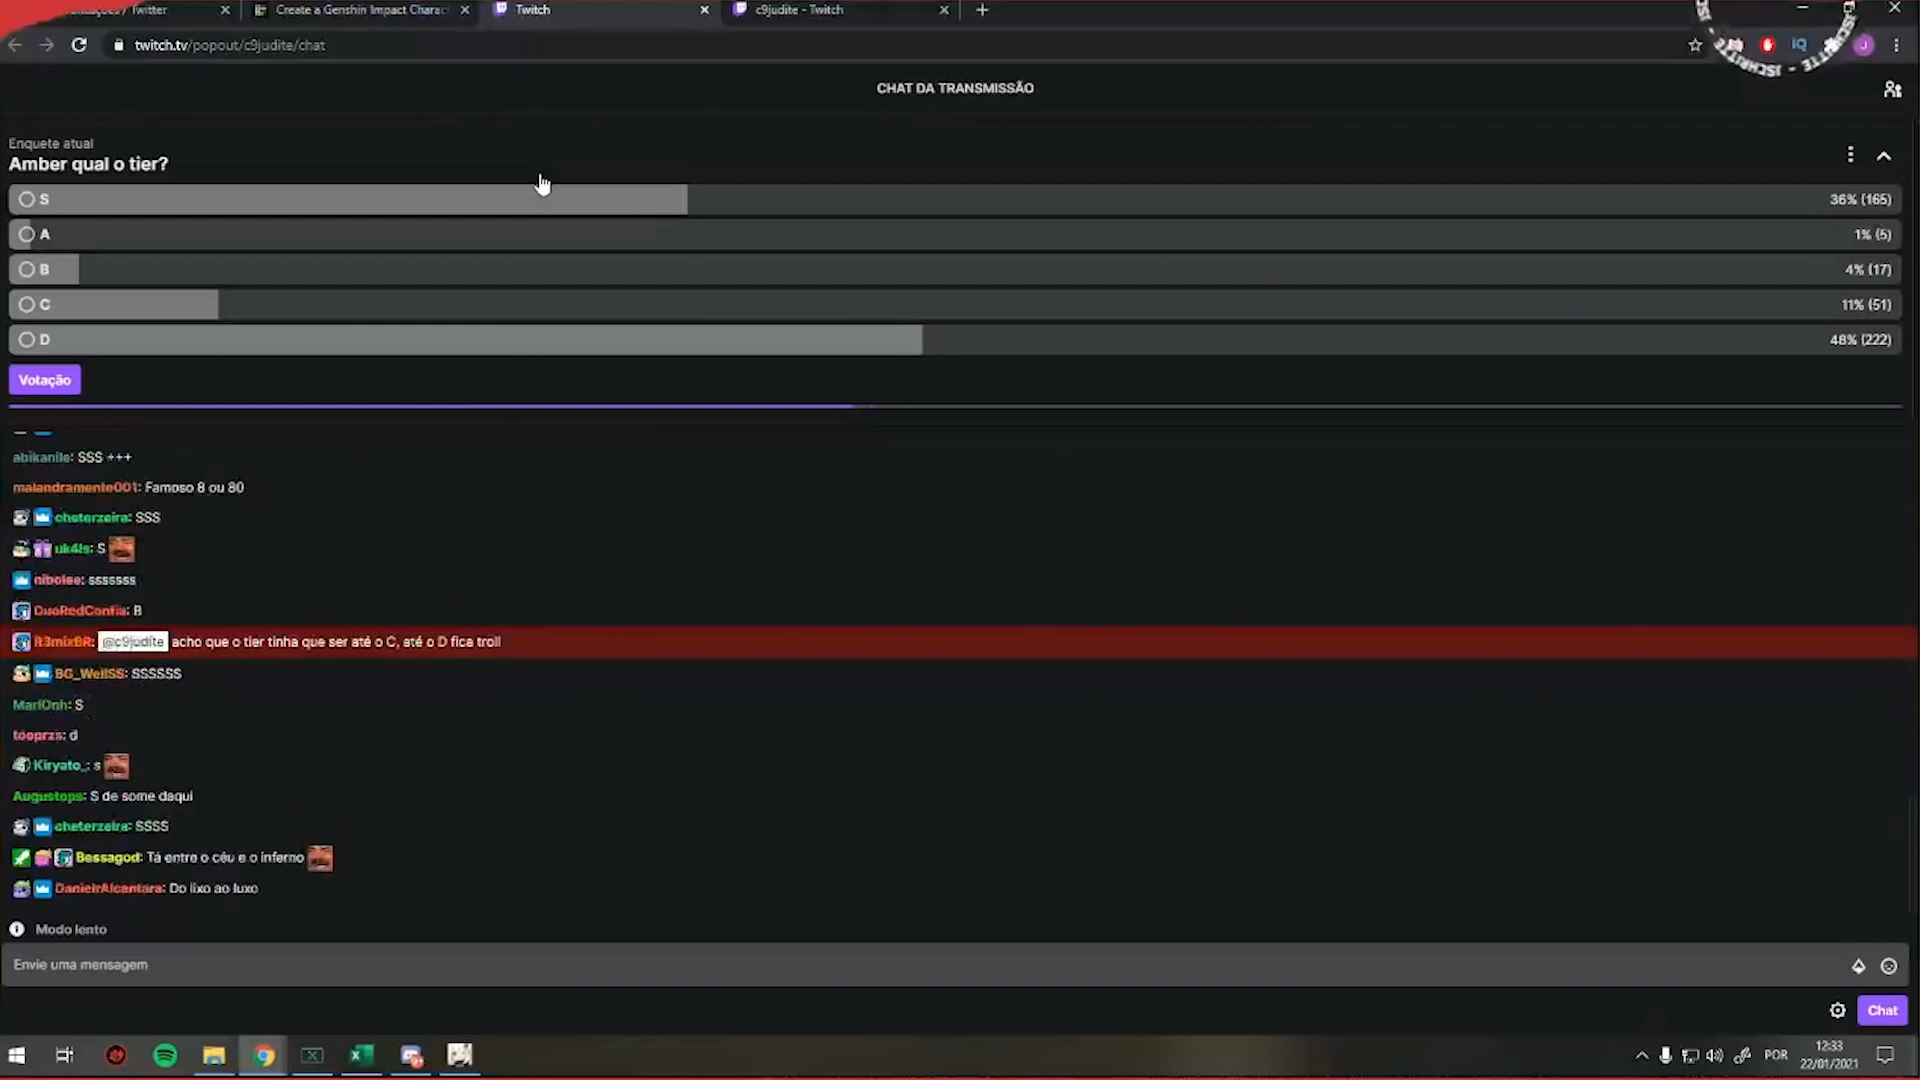 / Twitter
Create a Genshin Impact Charac
Twitch
c9judite - Twitch
twitch.tv/popout/c9judite/chat
CHAT DA TRANSMISSÃO
Enquete atual
Amber qual o tier?
S 36% (165)
A 1% (5)
B 4% (17)
C 11% (51)
D 48% (222)
Votação
abikanile: SSS +++
malandramente001: Famoso 8 ou 80
cheterzeira: SSS
uk4ls: S
nibolee: sssssss
DuoRedConfia: B
R3mixBR: @c9judite acho que o tier tinha que ser até o C, até o D fica troll
BG_WellSS: SSSSSS
MarlOnh: S
tooprzs: d
Kiryato_: s
Augustops: S de some daqui
cheterzeira: SSSS
Bessagod: Tá entre o céu e o inferno
DanielrAlcantara: Do lixo ao luxo
Modo lento
Envie uma mensagem
Chat
POR
12:33
22/01/2021